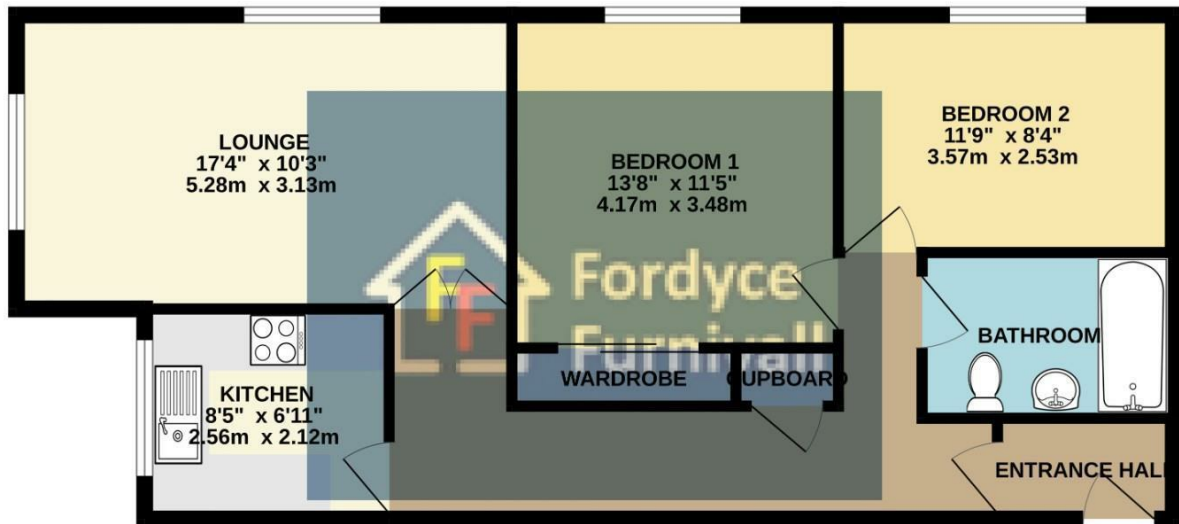 LOUNGE
17'4" x 10'3"
5.28m x 3.13m
BEDROOM 1
13'8" x 11'5"
4.17m x 3.48m
BEDROOM 2
11'9" x 8'4"
3.57m x 2.53m
FF Fordyce
Furnivall
BATHROOM
WARDROBE
CUPBOARD
KITCHEN
8'5" x 6'11"
2.56m x 2.12m
ENTRANCE HALL